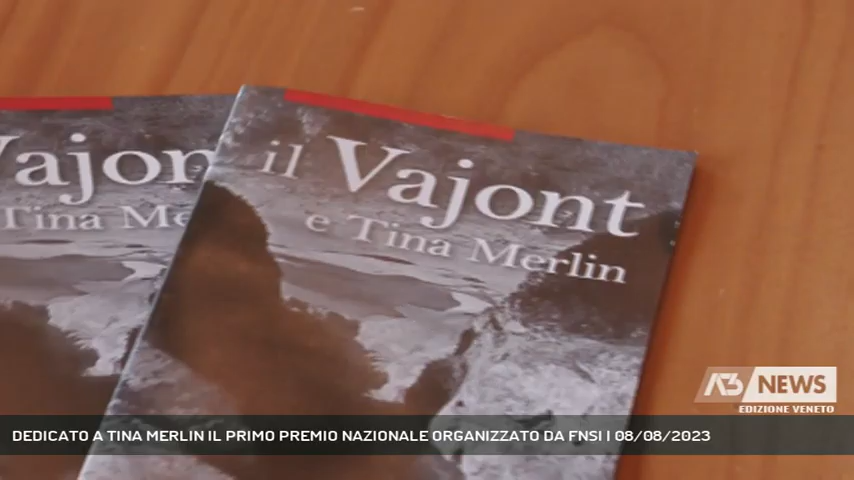 Vajon
Tina Me
il Vajont
e Tina Merlin
A3 NEWS
EDIZIONE VENETO
DEDICATO A TINA MERLIN IL PRIMO PREMIO NAZIONALE ORGANIZZATO DA FNSI | 08/08/2023